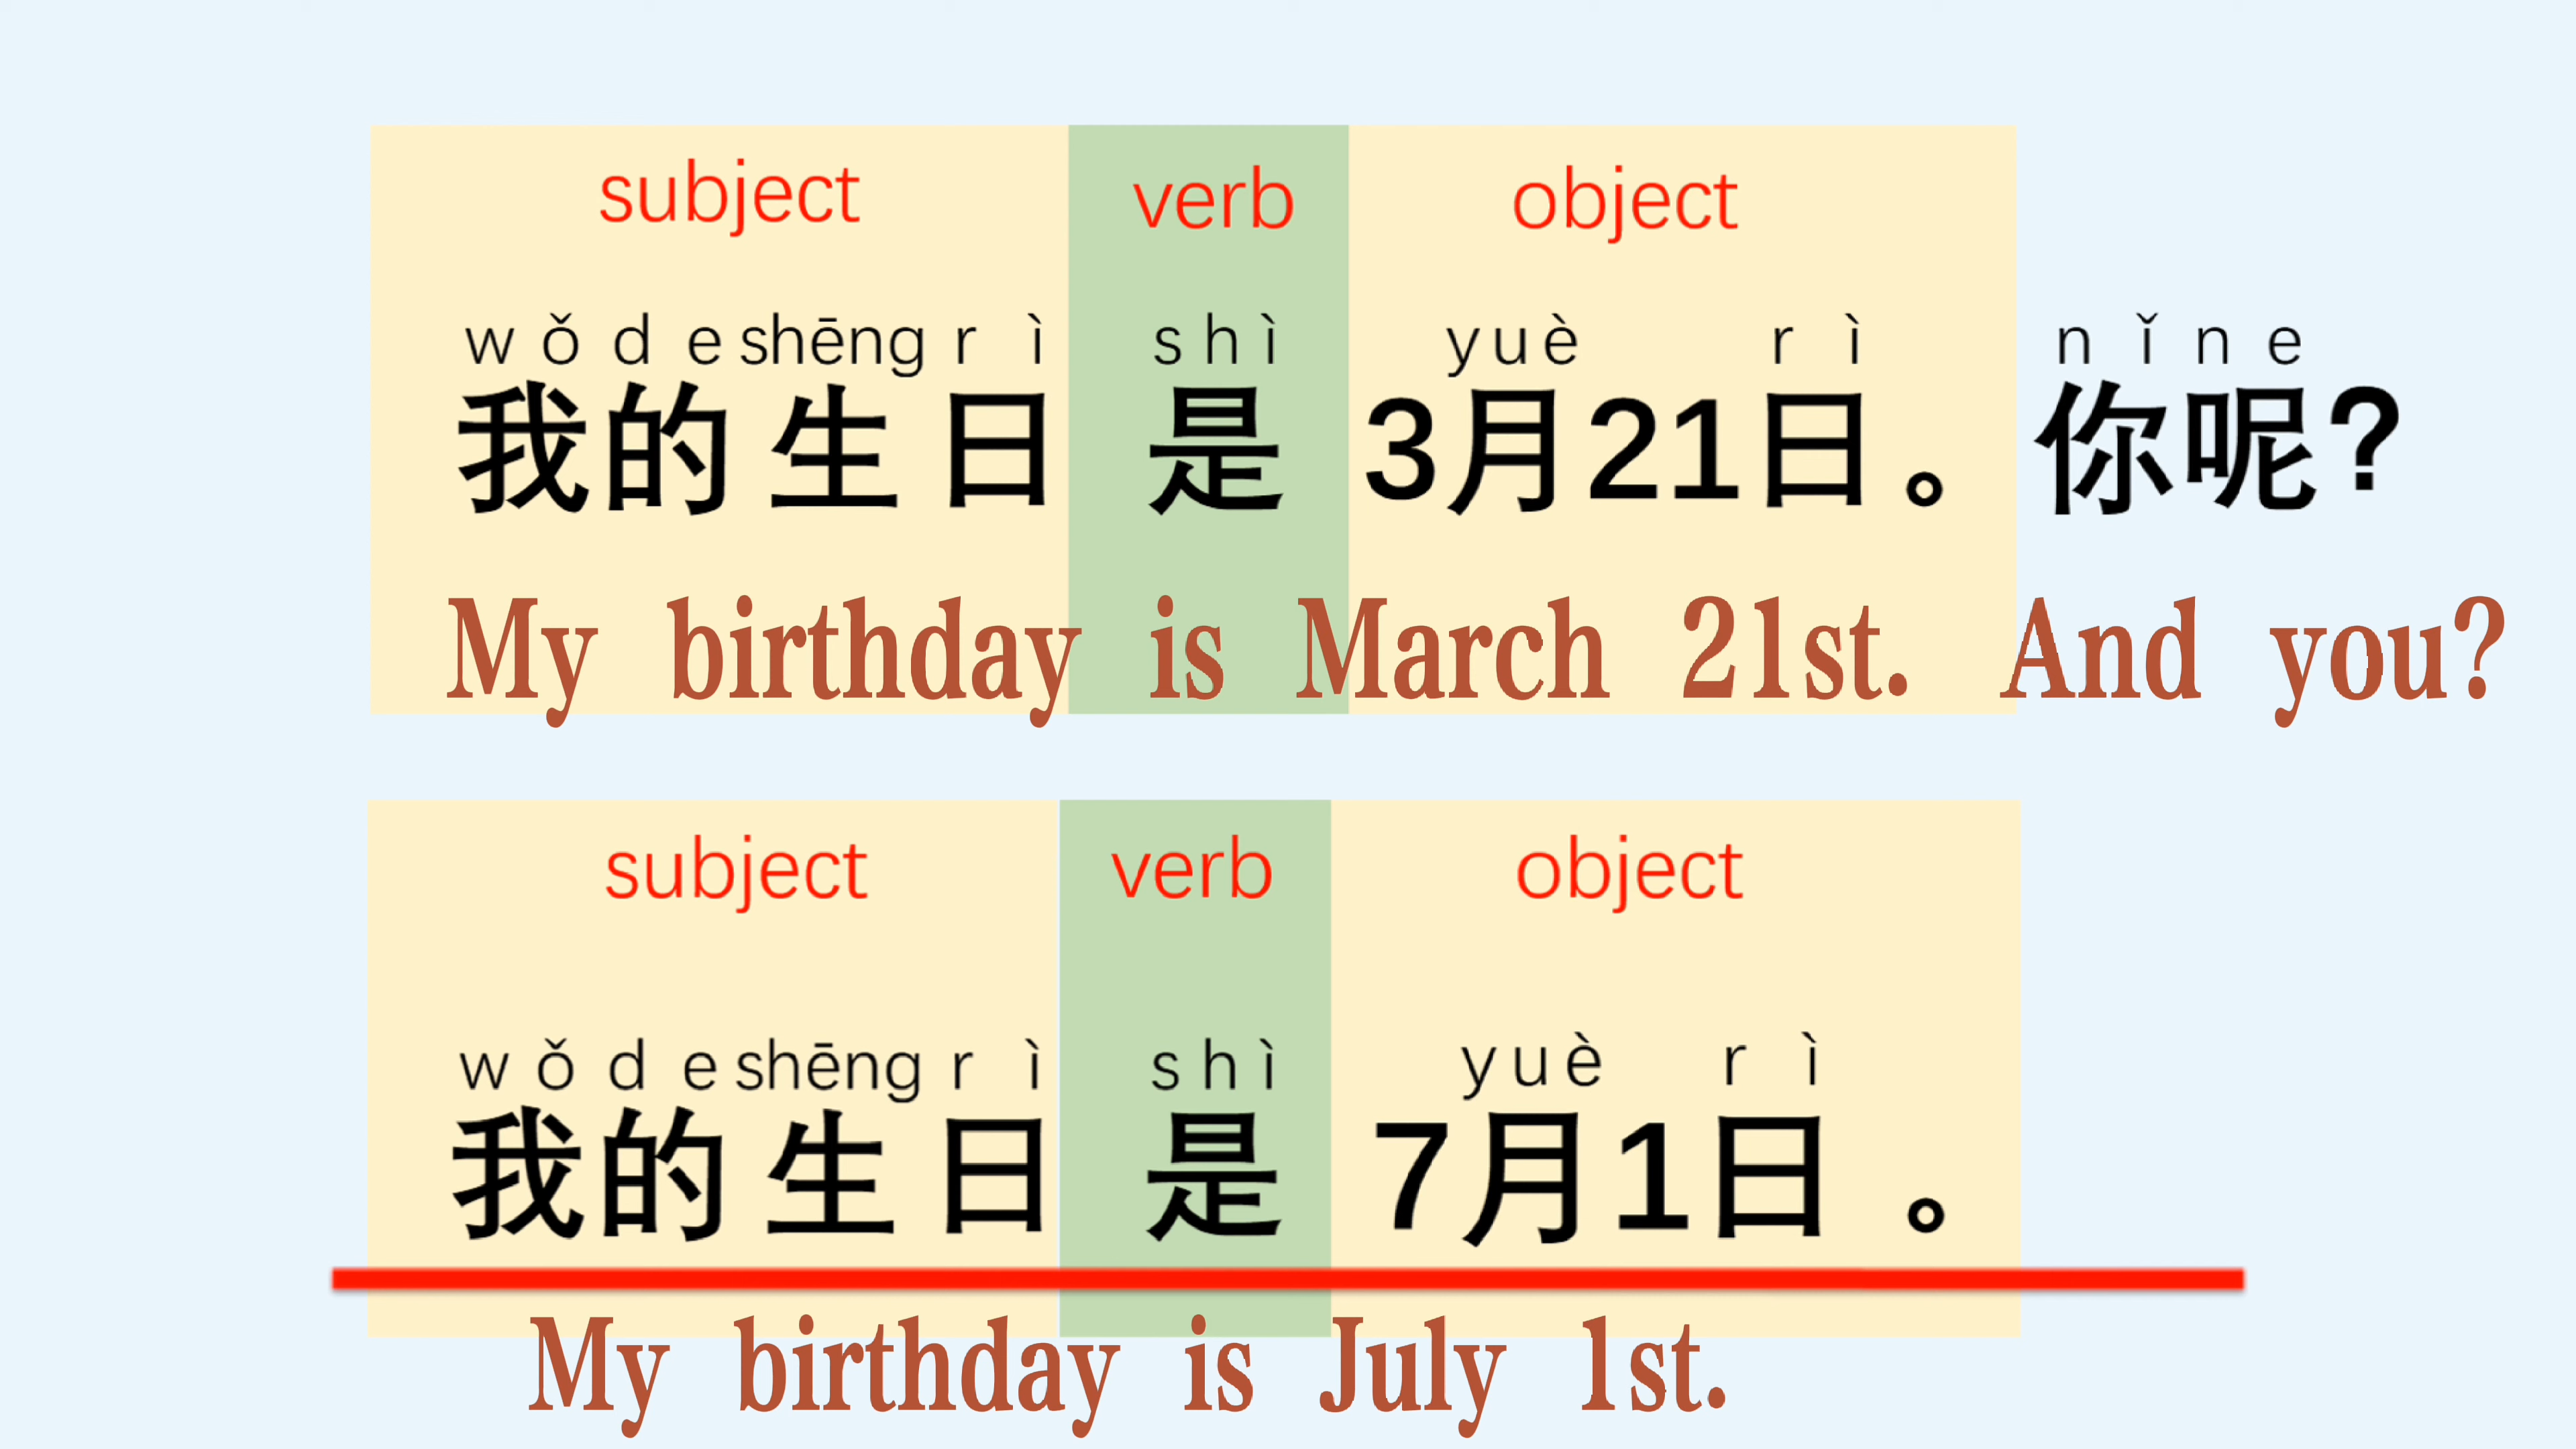 subject verb object
wǒ de shēng rì shì yuè rì nǐ ne
我的生日 是 3月21日。你呢?
My birthday is March 21st. And you?
subject verb object
wǒ de shēng rì shì yuè rì
我的生日 是 7月1日。
My birthday is July 1st.